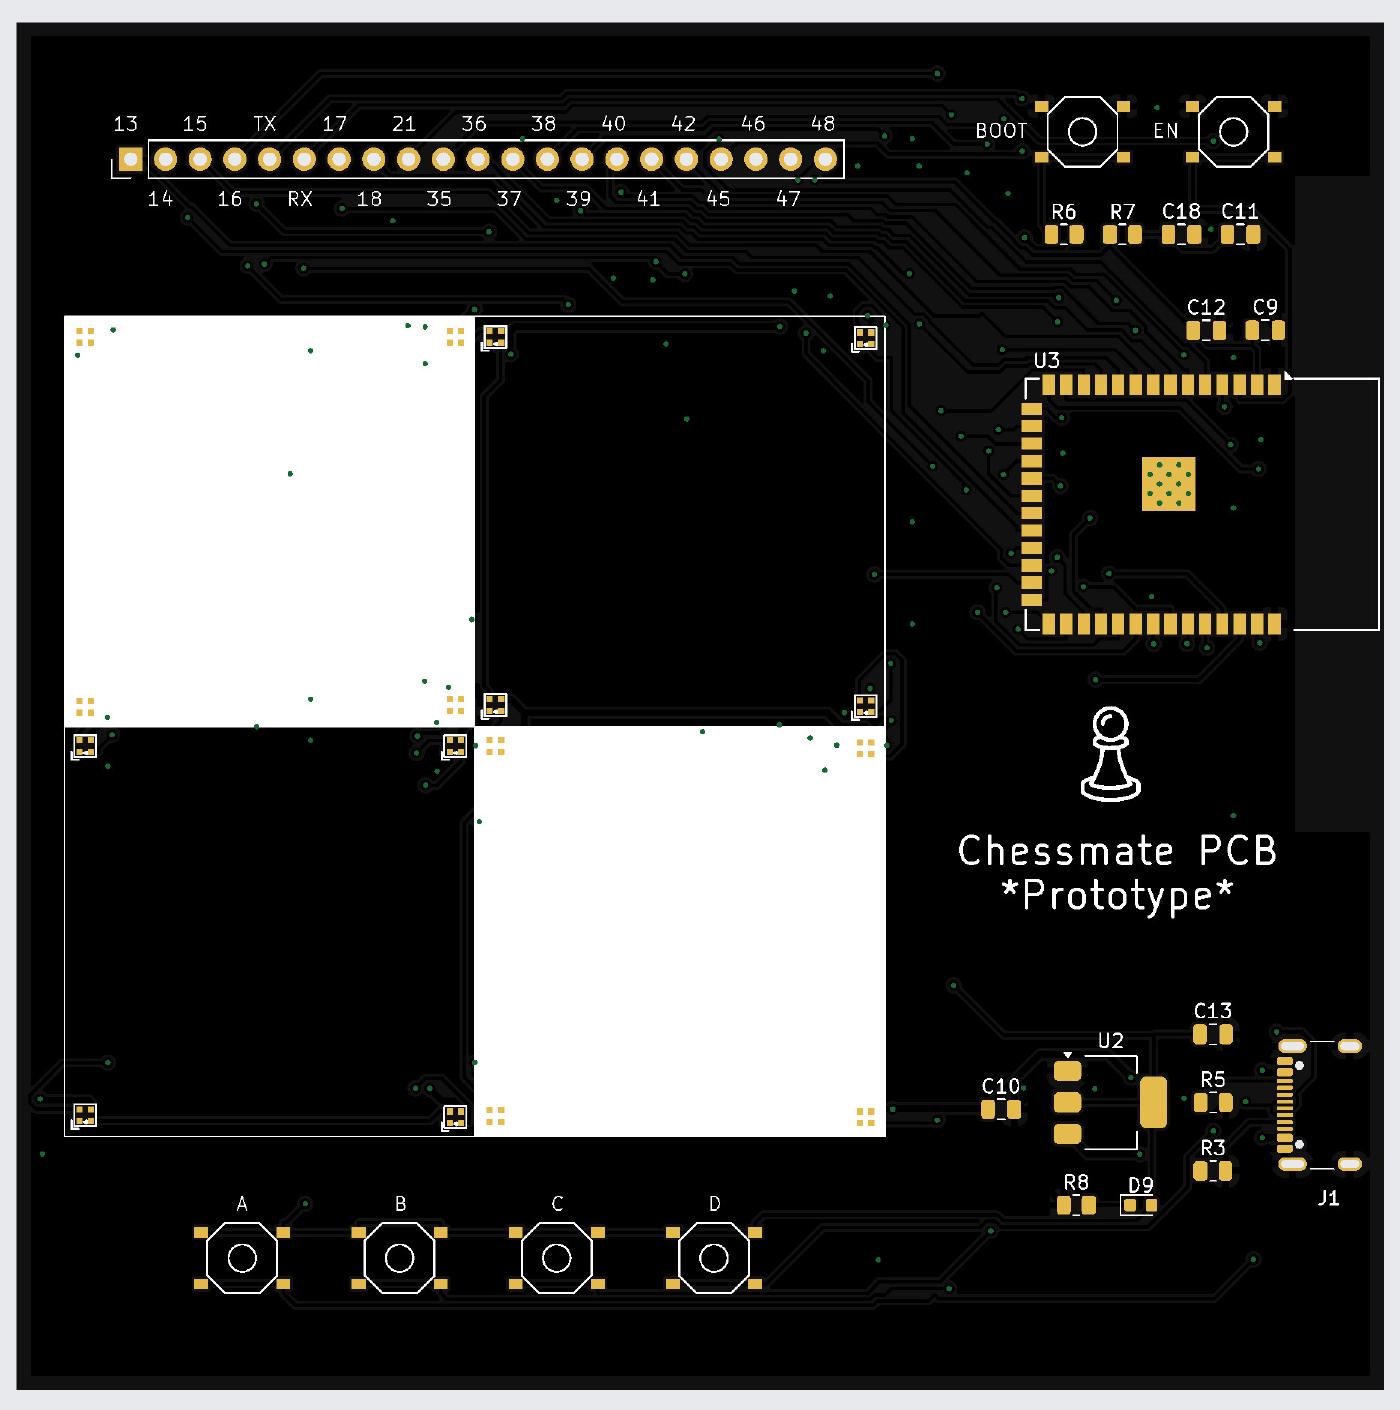 13 15 TX 17 21 36 38 40 42 46 48
BOOT EN
14 16 RX 18 35 37 39 41 45 47
R6 R7 C18 C11
C12 C9
U3
Chessmate PCB
*Prototype*
C13
U2
C10
R5
R3
R8 D9
J1
A B C D